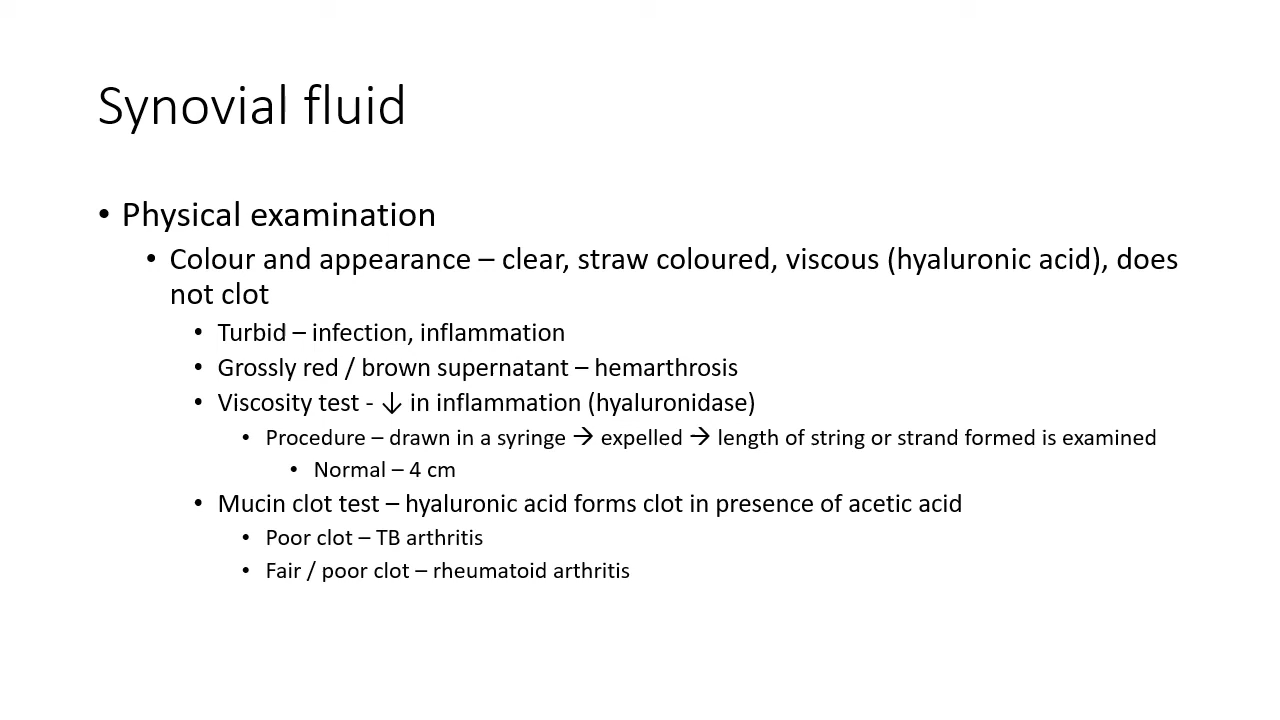 Synovial fluid
• Physical examination
• Colour and appearance – clear, straw coloured, viscous (hyaluronic acid), does
not clot
• Turbid – infection, inflammation
• Grossly red / brown supernatant – hemarthrosis
• Viscosity test - ↓ in inflammation (hyaluronidase)
• Procedure – drawn in a syringe → expelled → length of string or strand formed is examined
• Normal – 4 cm
• Mucin clot test – hyaluronic acid forms clot in presence of acetic acid
• Poor clot – TB arthritis
• Fair / poor clot – rheumatoid arthritis